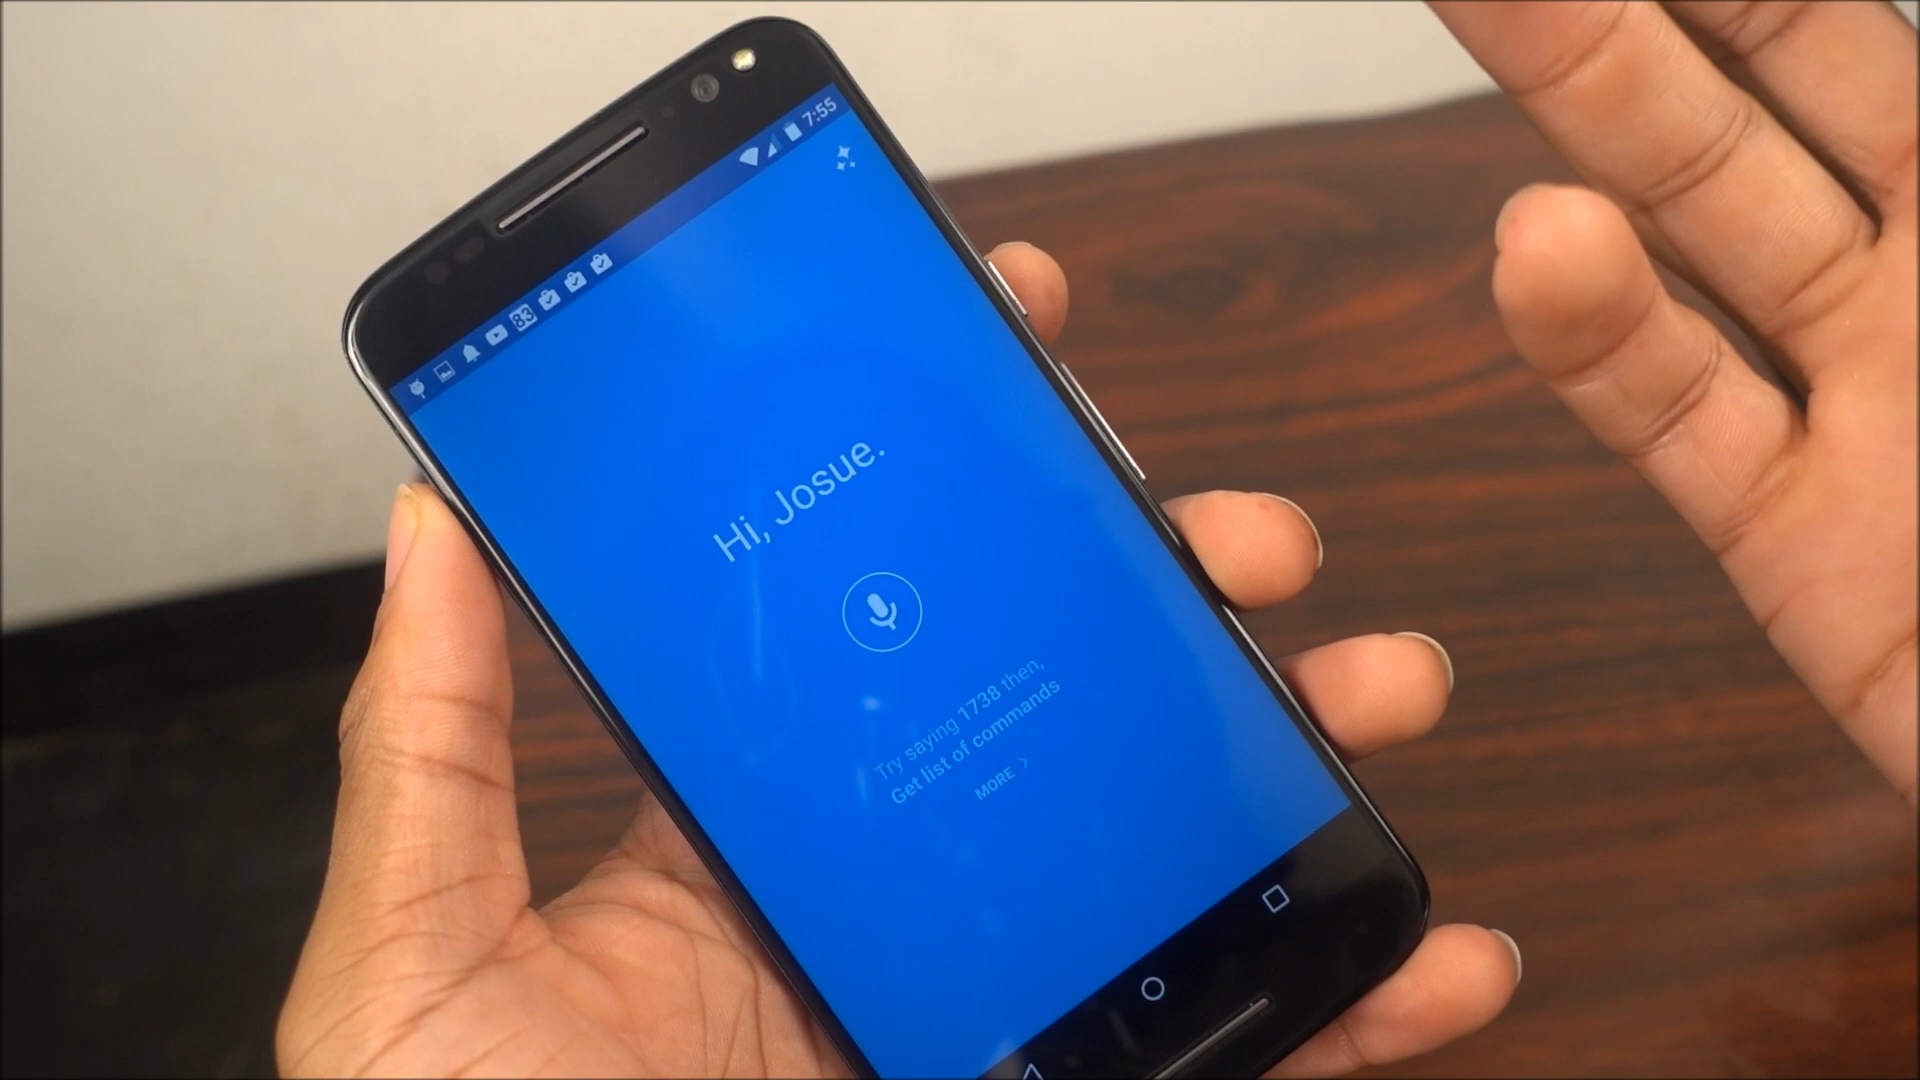 83 7:55
Hi, Josue.
Try saying 1738 then,
Get list of commands
MORE >